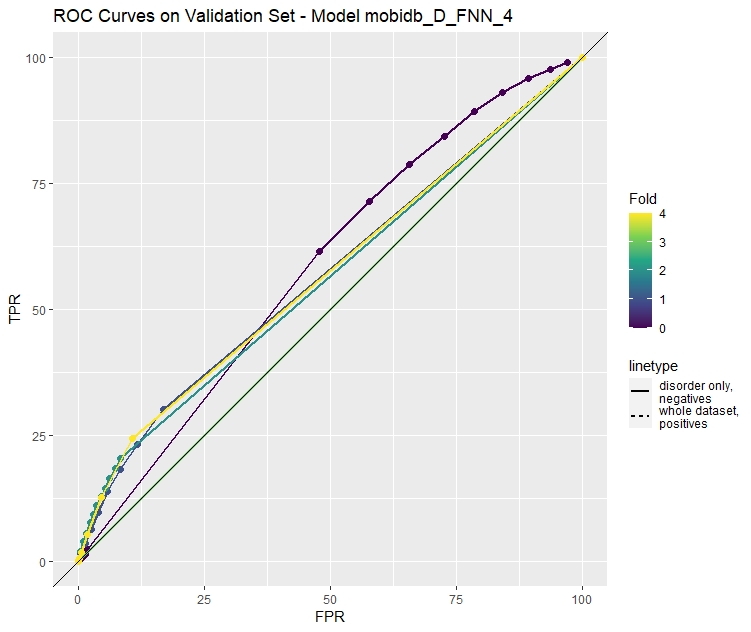 ROC Curves on Validation Set - Model mobidb_D_FNN_4
100
75
50
25
0
TPR
0
25
50
75
100
FPR
Fold
4
3
2
1
0
linetype
disorder only,
negatives
whole dataset,
positives